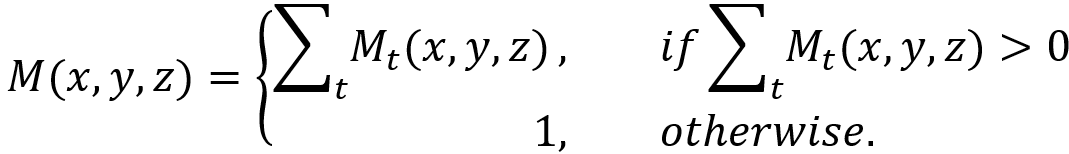 M(x, y, z) = { ∑_t M_t(x, y, z) ,    if ∑_t M_t(x, y, z) > 0
1,    otherwise.